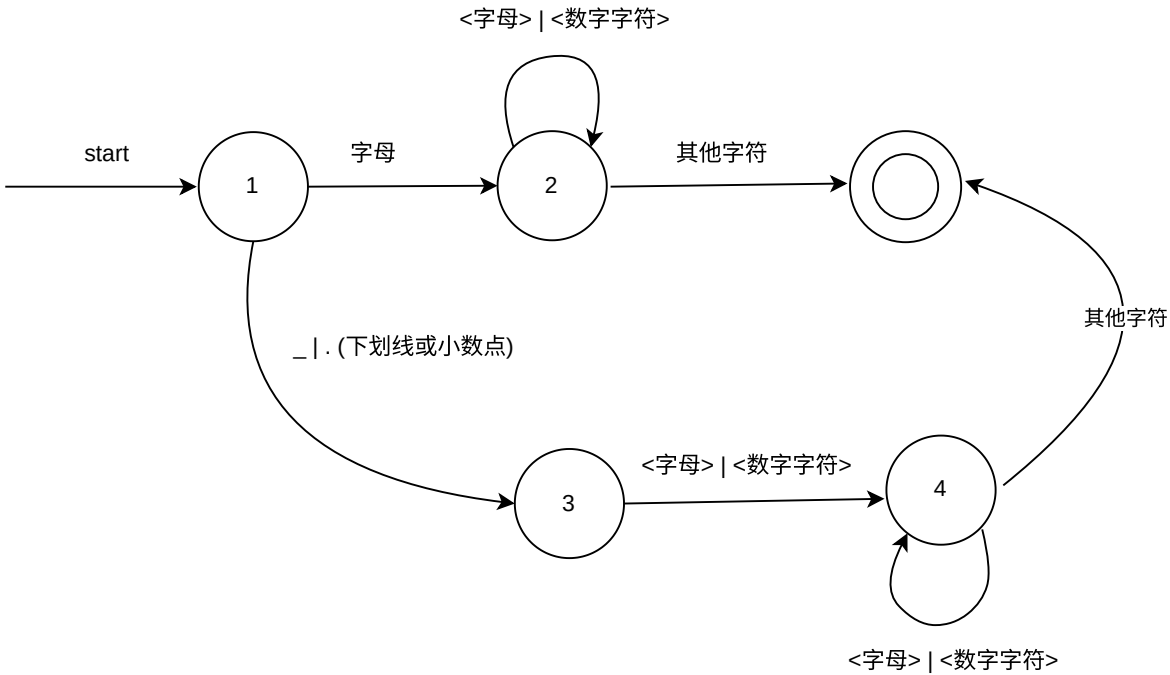 <字母> | <数字字符>
start
字母
其他字符
1
2
其他字符
_ | . (下划线或小数点)
<字母> | <数字字符>
3
4
<字母> | <数字字符>